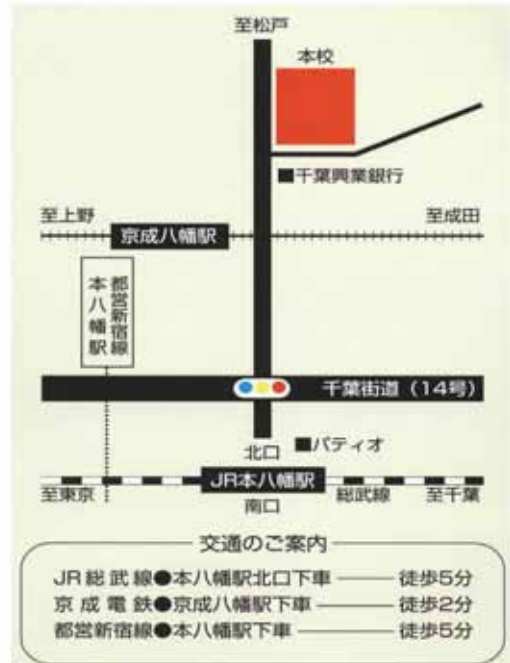 至松戸
本校
■千葉興業銀行
至上野
至成田
京成八幡駅
都営新宿線
本八幡駅
千葉街道（14号）
北口
■パティオ
JR本八幡駅
至東京
総武線
至千葉
南口
交通のご案内
JR総武線●本八幡駅北口下車 ―― 徒歩5分
京成電鉄●京成八幡駅下車 ―― 徒歩2分
都営新宿線●本八幡駅下車 ―― 徒歩5分